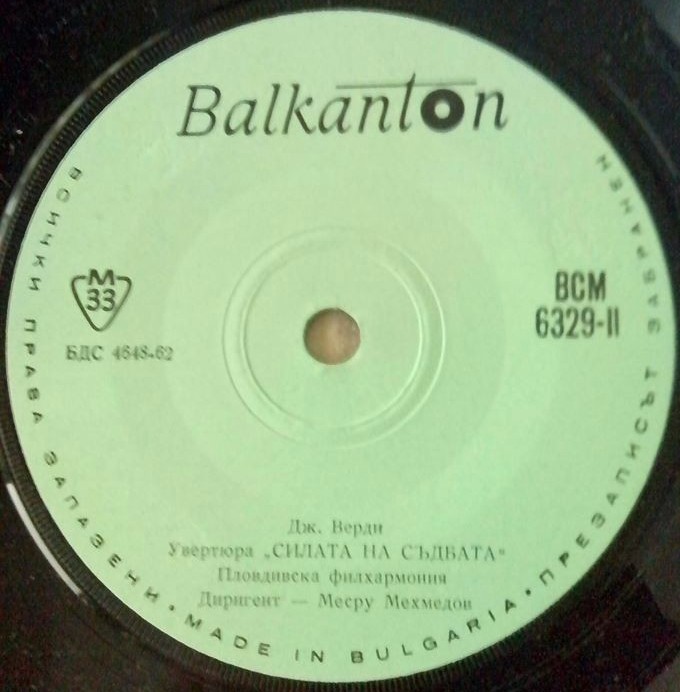 Balkanton
M
33
БДС 4648-62
ВСМ
6329-II
Дж. Верди
Увертюра „СИЛАТА НА СЪДБАТА“
Пловдивска филхармония
Диригент — Месру Мехмедов
ВСИЧКИ ПРАВА ЗАПАЗЕНИ • MADE IN BULGARIA • ПРЕЗАПИСЪТ ЗАБРАНЕН